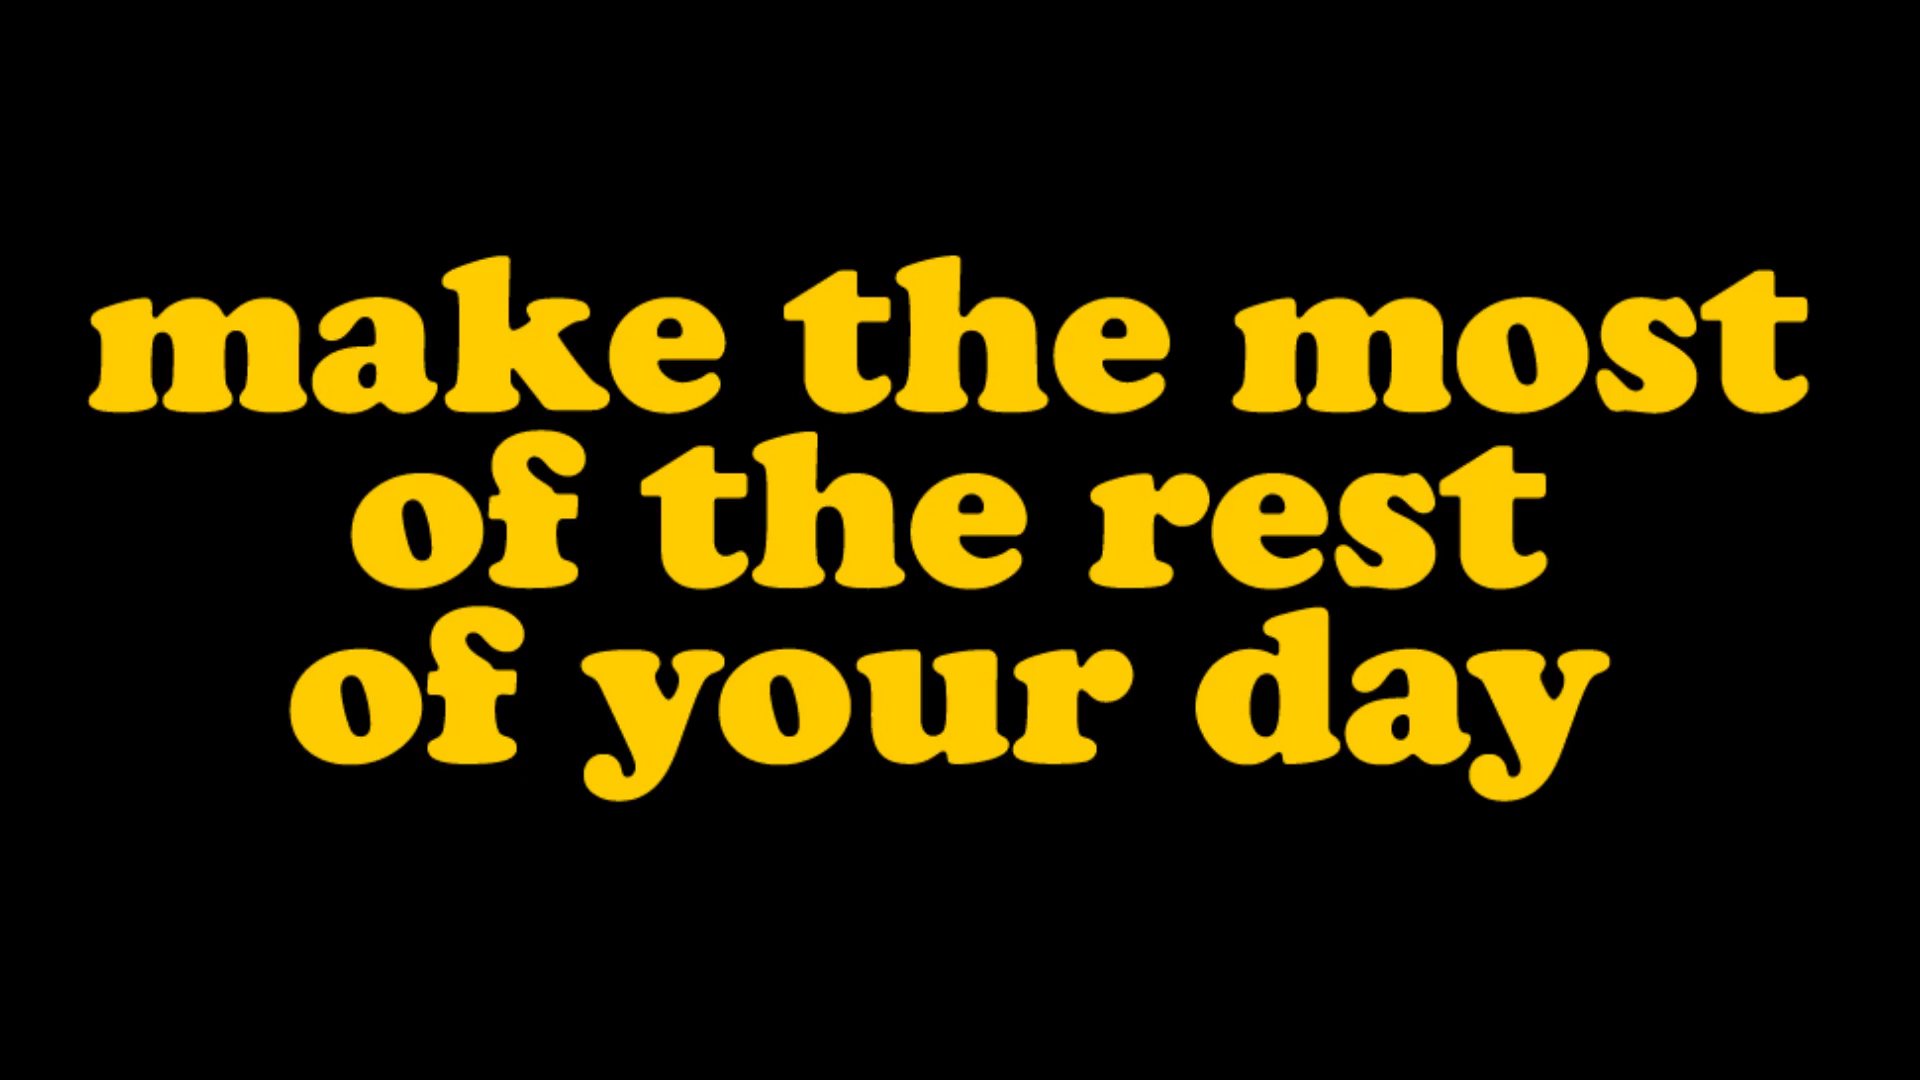 make the most
of the rest
of your day